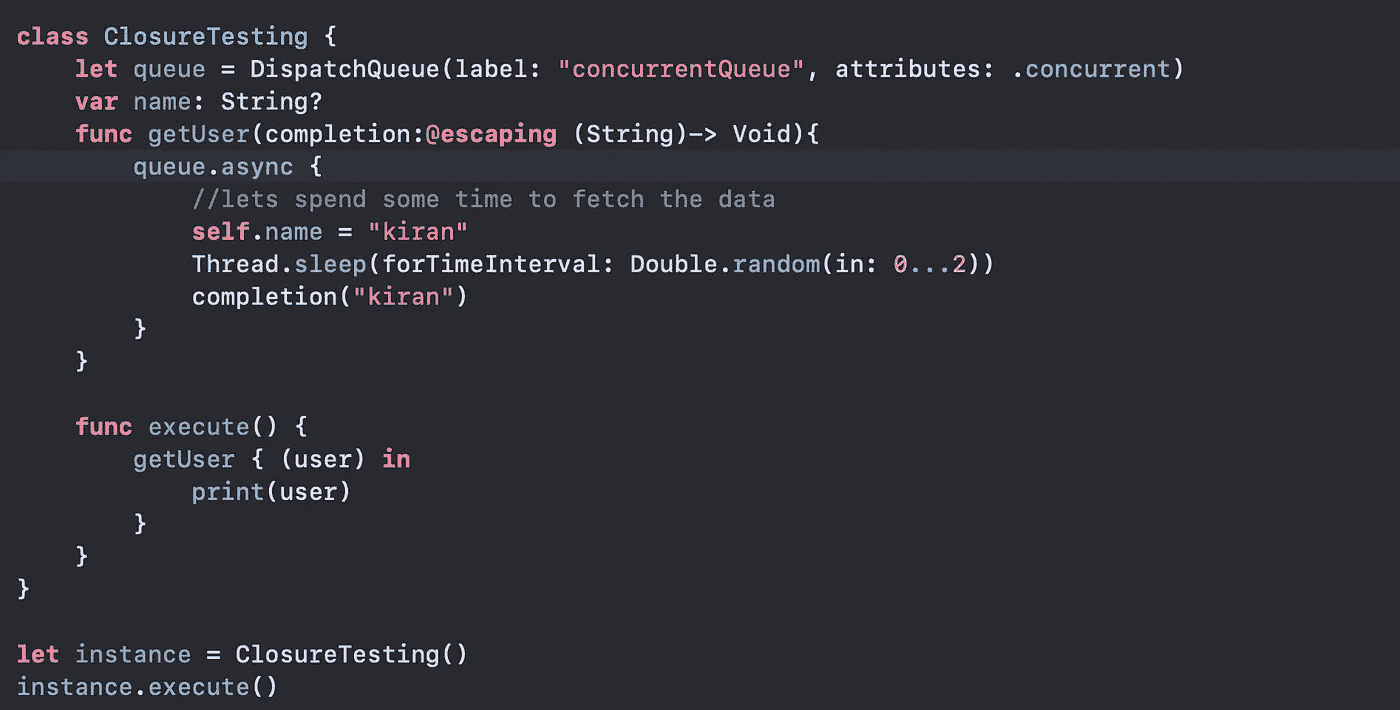 class ClosureTesting {
    let queue = DispatchQueue(label: "concurrentQueue", attributes: .concurrent)
    var name: String?
    func getUser(completion:@escaping (String)-> Void){
        queue.async {
            //lets spend some time to fetch the data
            self.name = "kiran"
            Thread.sleep(forTimeInterval: Double.random(in: 0...2))
            completion("kiran")
        }
    }
    func execute() {
        getUser { (user) in
            print(user)
        }
    }
}
let instance = ClosureTesting()
instance.execute()